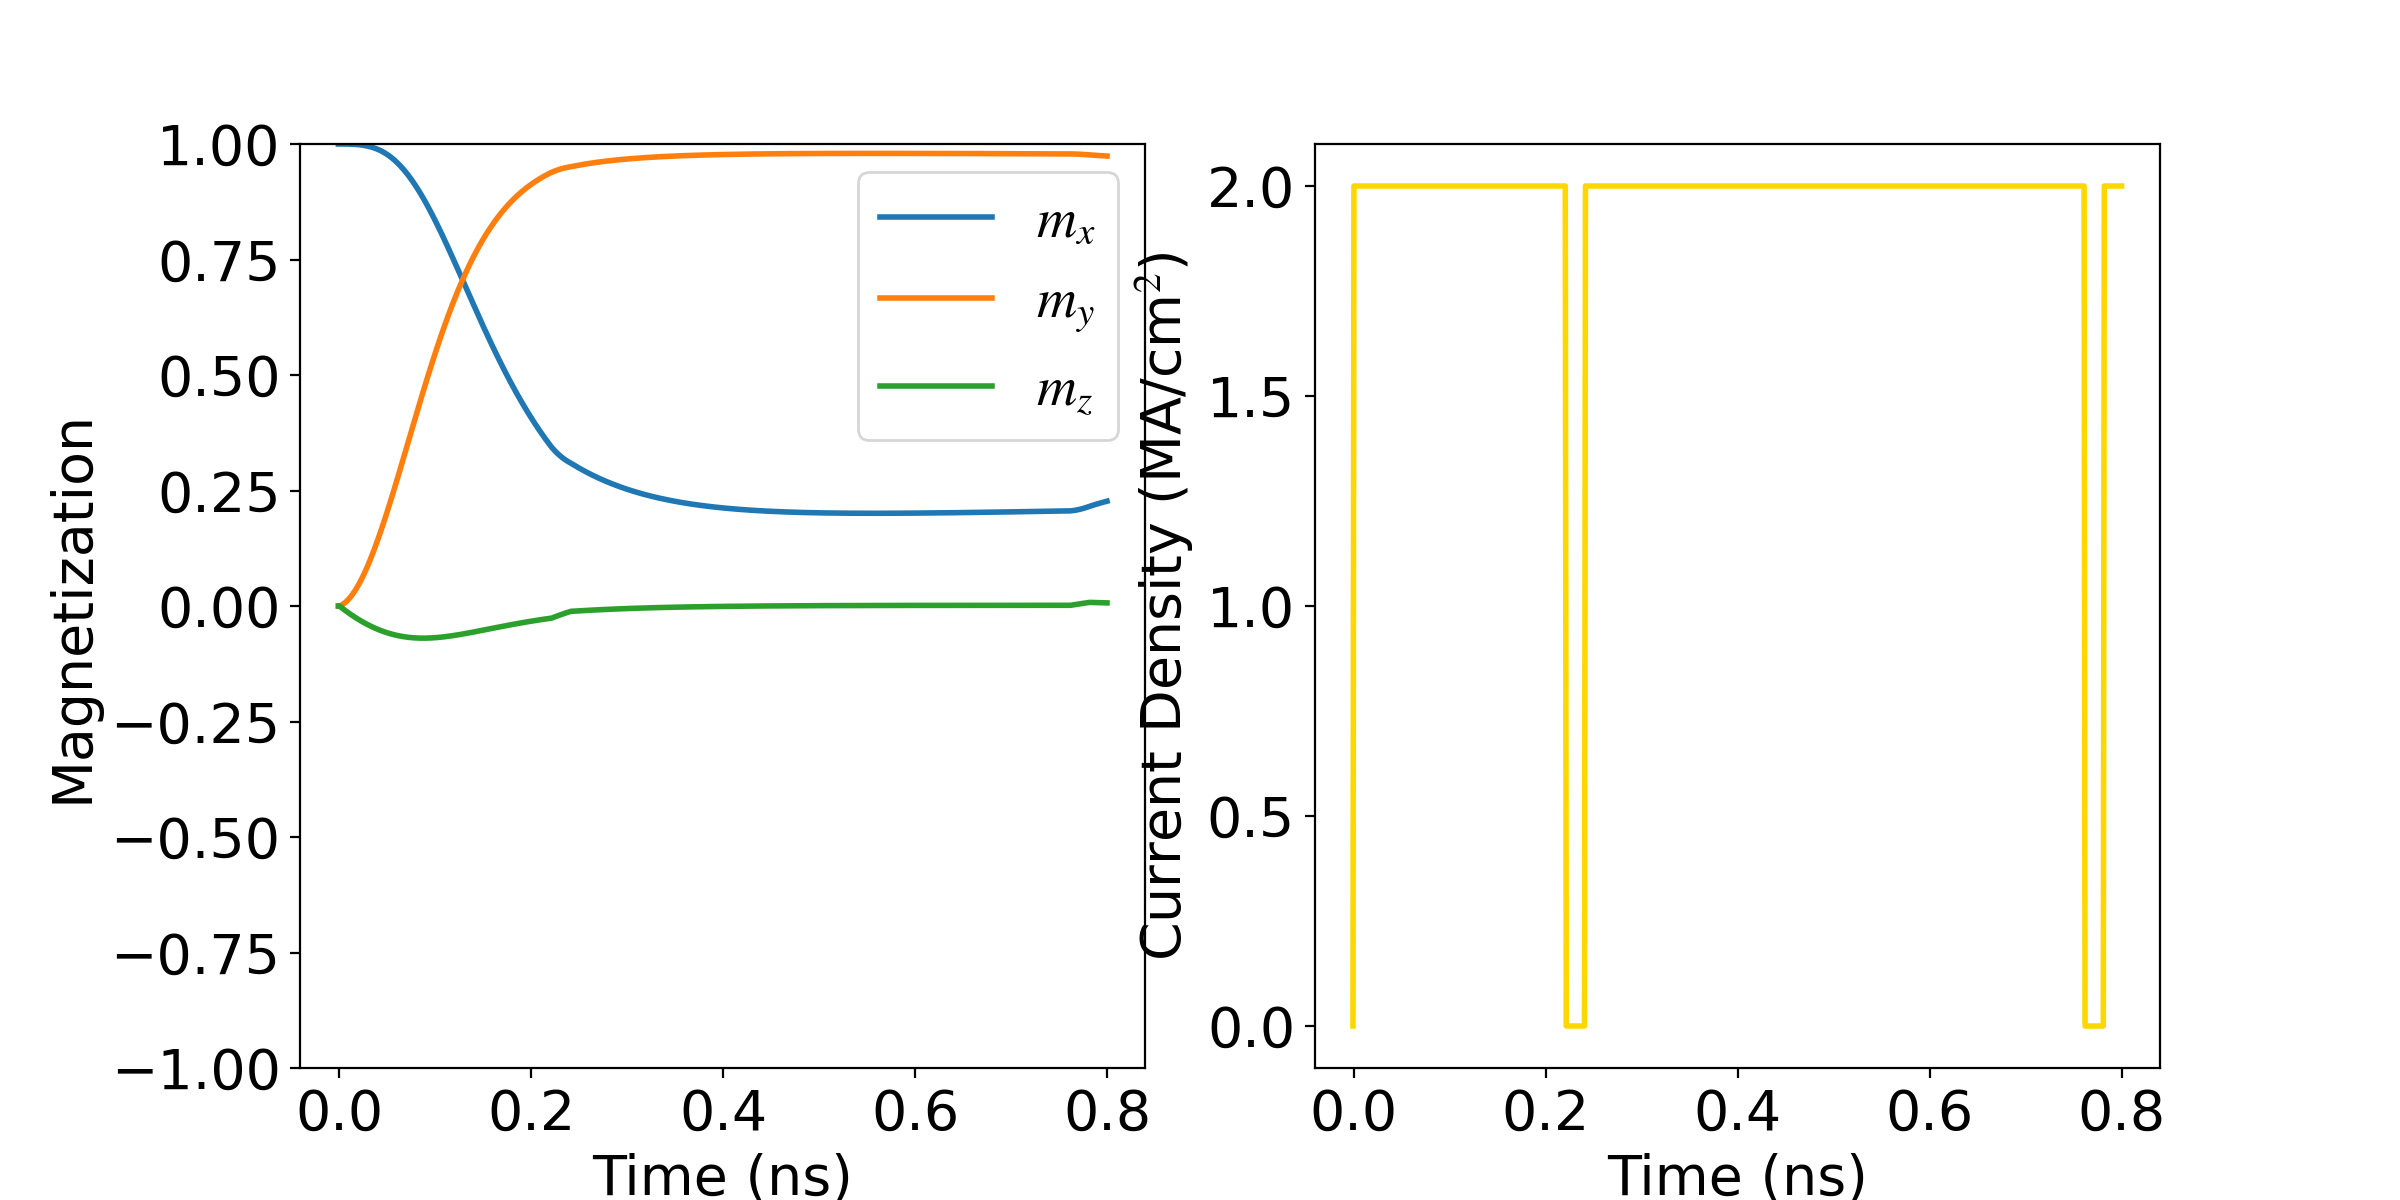 Magnetization
1.00
0.75
0.50
0.25
0.00
−0.25
−0.50
−0.75
−1.00
0.0 0.2 0.4 0.6 0.8
Time (ns)
m_x
m_y
m_z
Current Density (MA/cm²)
2.0
1.5
1.0
0.5
0.0
0.0 0.2 0.4 0.6 0.8
Time (ns)